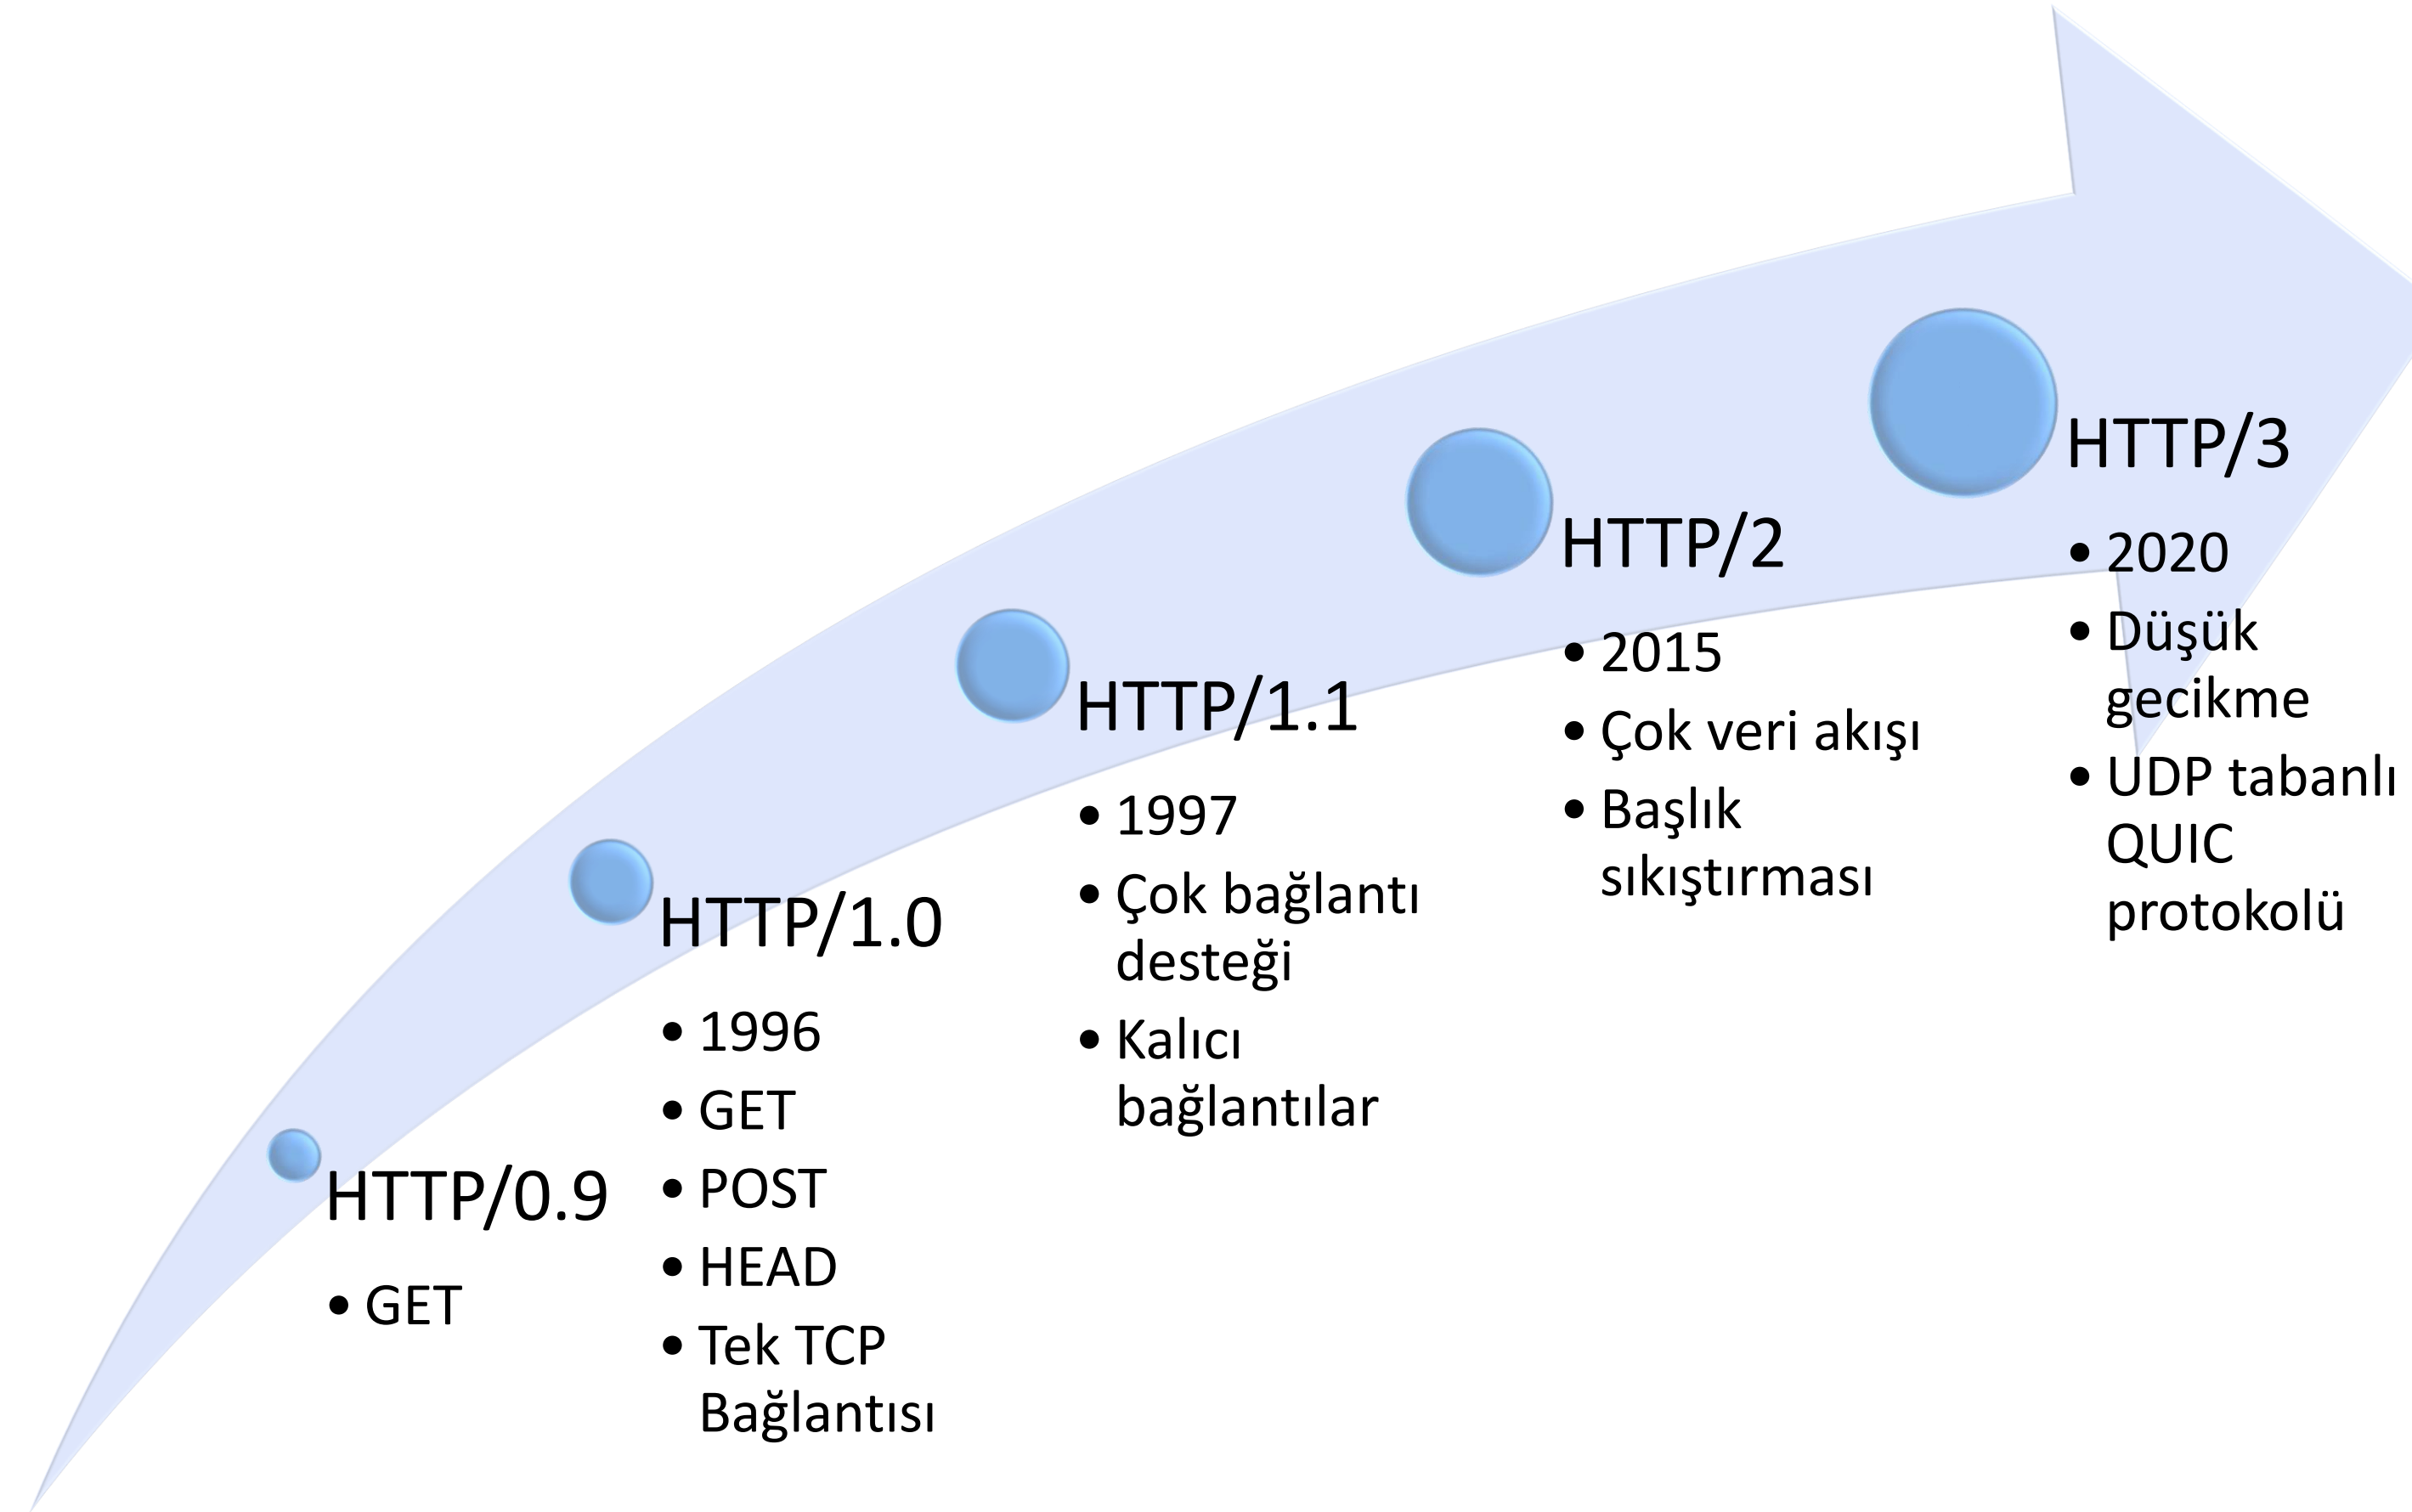 HTTP/0.9
• GET
HTTP/1.0
• 1996
• GET
• POST
• HEAD
• Tek TCP
Bağlantısı
HTTP/1.1
• 1997
• Çok bağlantı
desteği
• Kalıcı
bağlantılar
HTTP/2
• 2015
• Çok veri akışı
• Başlık
sıkıştırması
HTTP/3
• 2020
• Düşük
gecikme
• UDP tabanlı
QUIC
protokolü